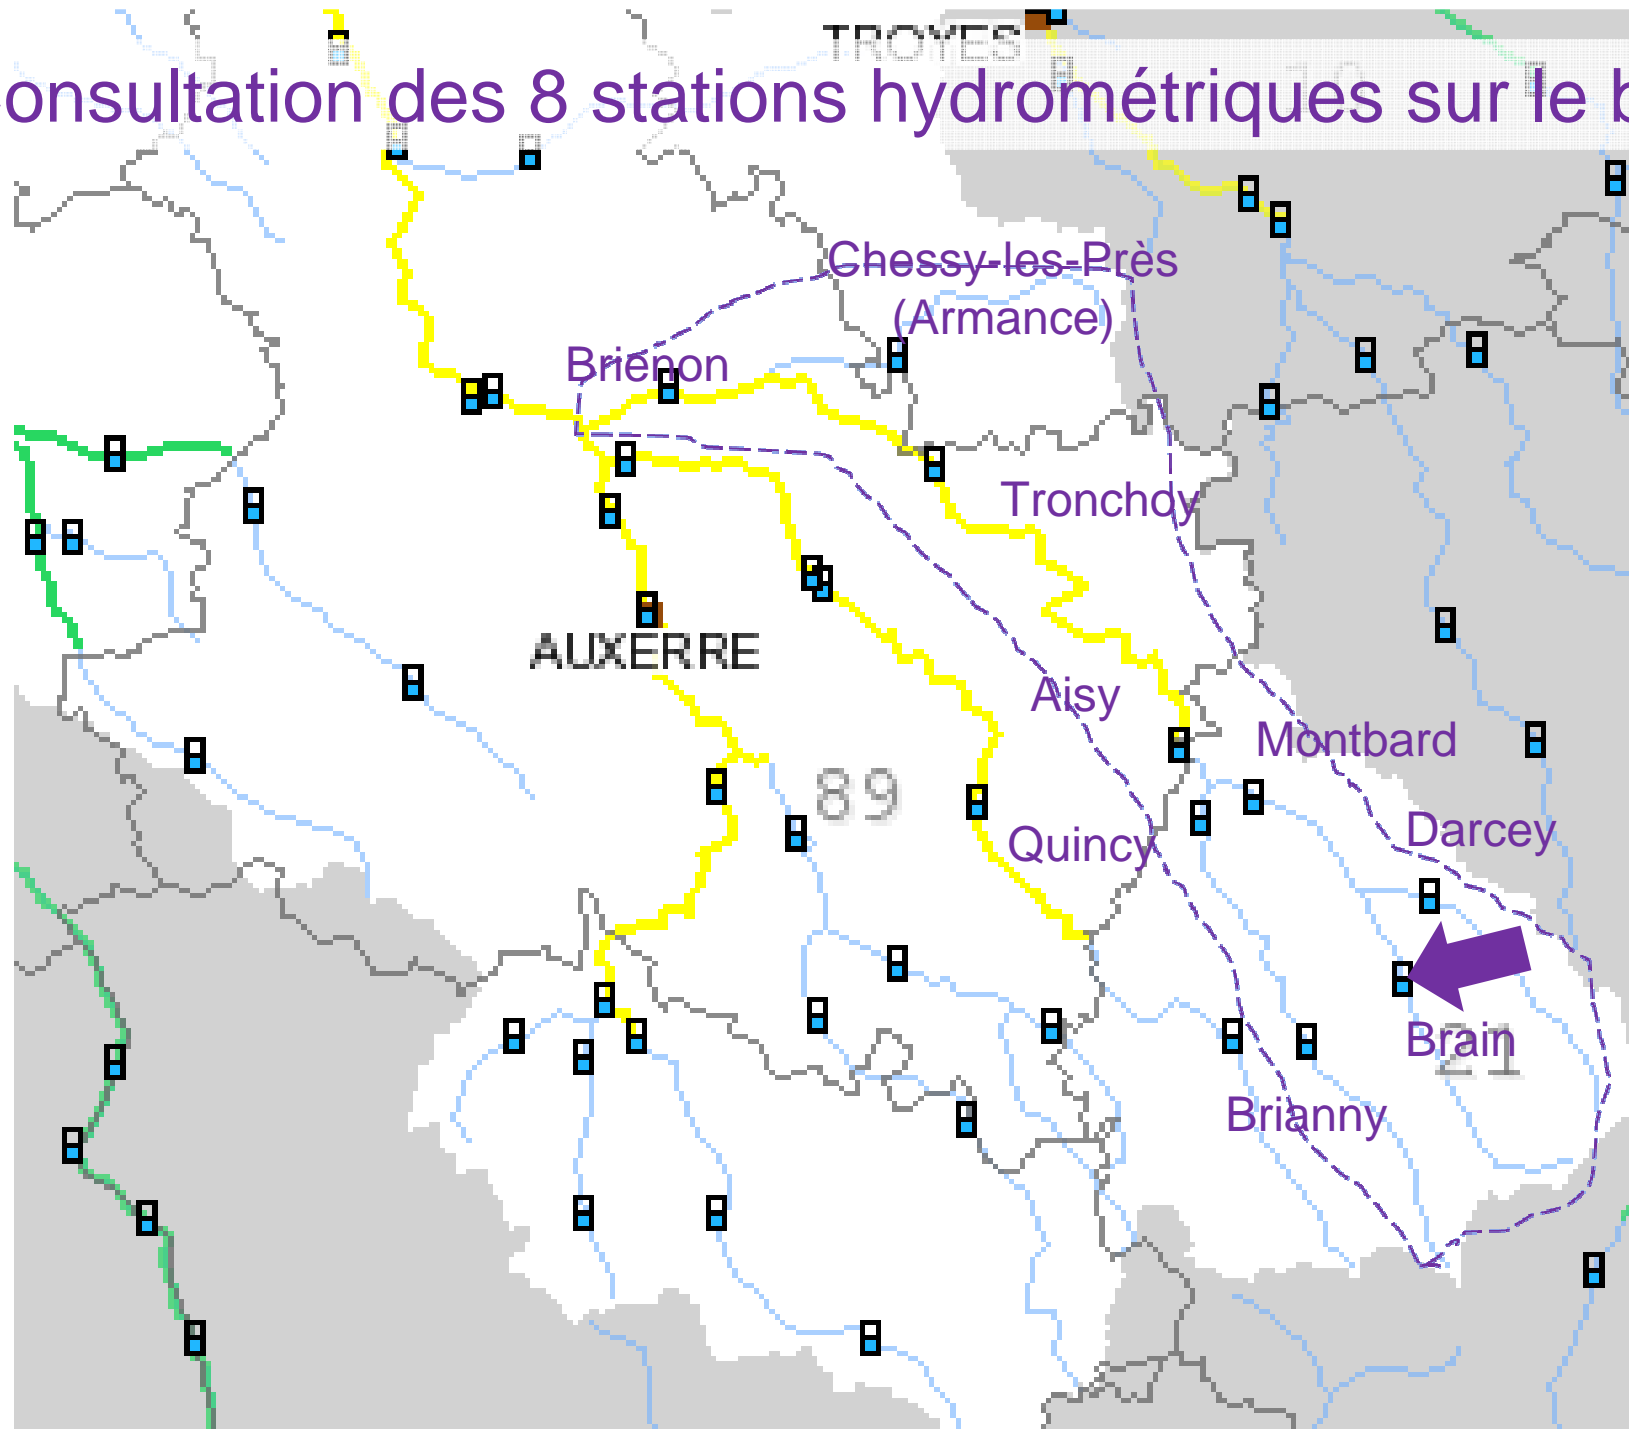 TROYES
10
onsultation des 8 stations hydrométriques sur le b
Chessy-les-Près
(Armance)
Brienon
Tronchoy
AUXERRE
Aisy
Montbard
89
Quincy
Darcey
Brain
21
Brianny